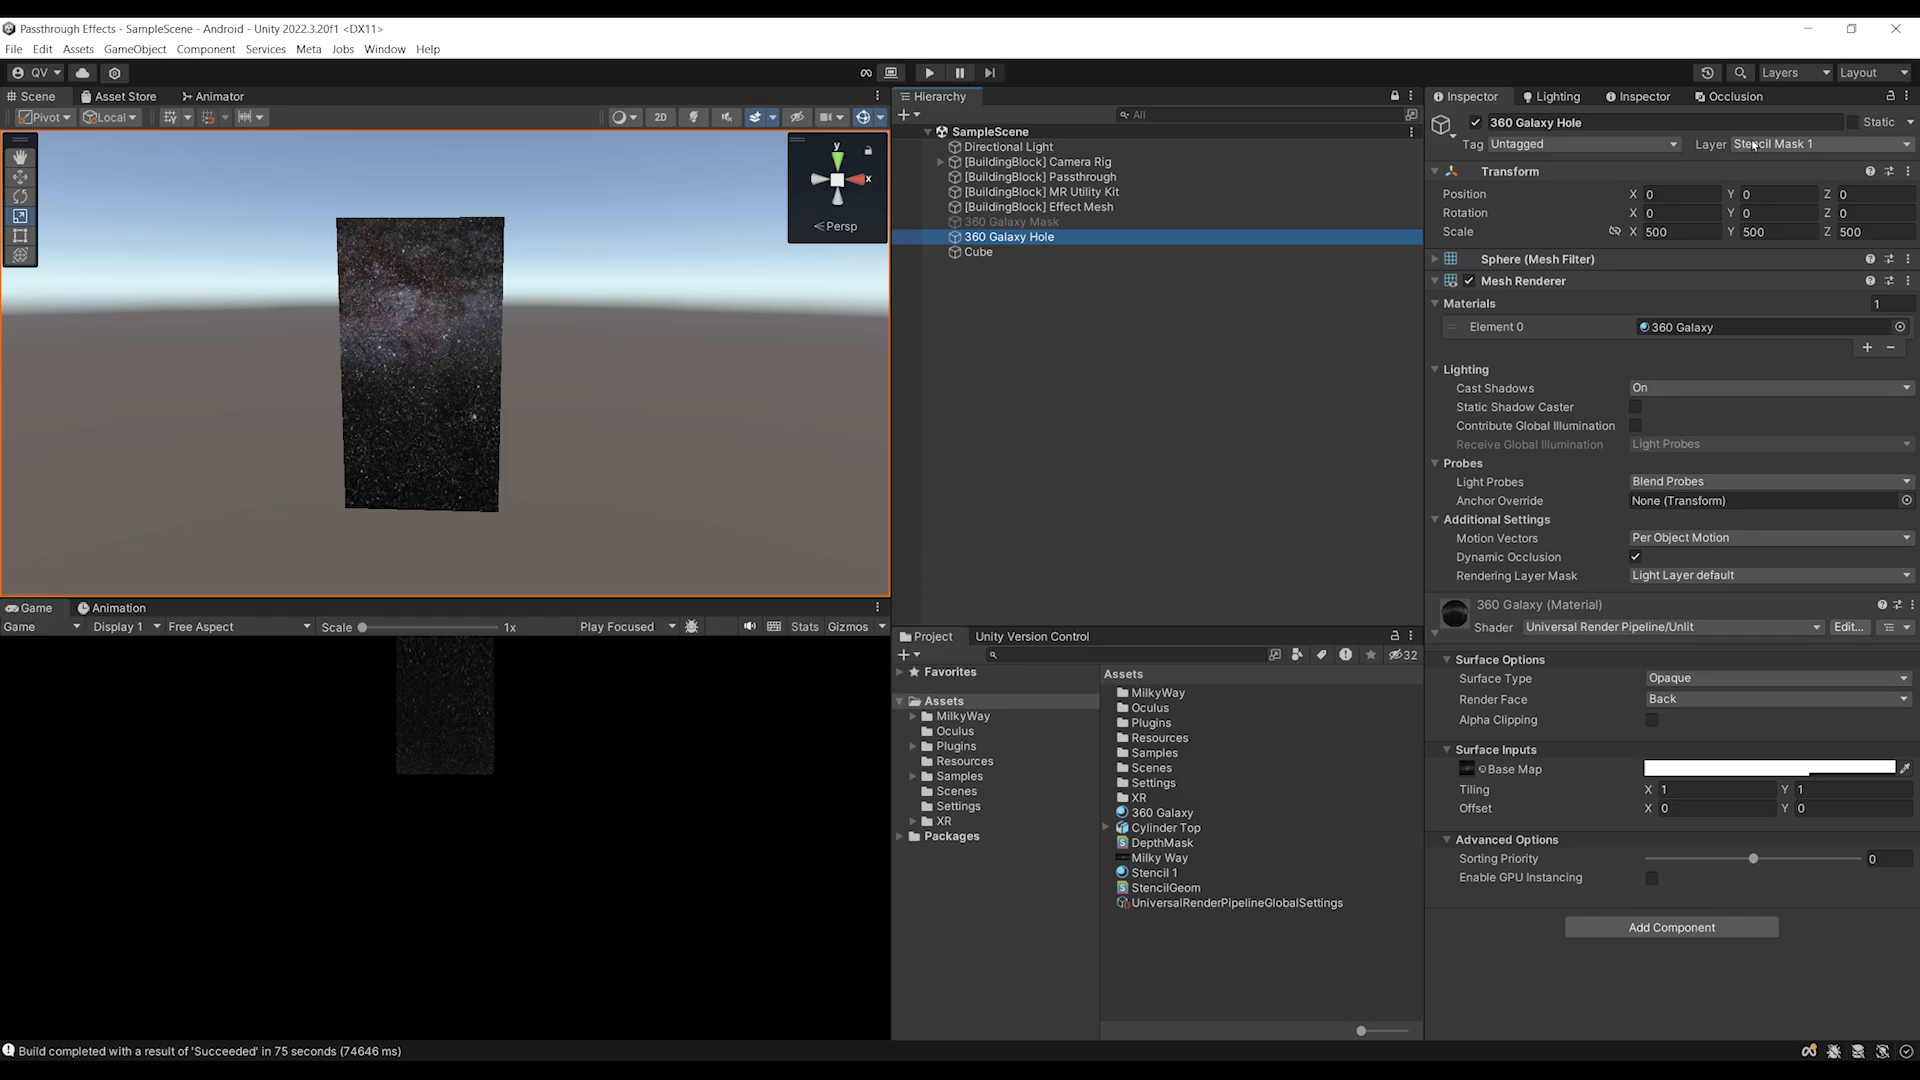 Passthrough Effects - SampleScene - Android - Unity 2022.3.20f1 <DX11>
File Edit Assets GameObject Component Services Meta Jobs Window Help
QV Layers Layout
Scene Asset Store Animator
Pivot Local 2D
y
x
Persp
Hierarchy
All
SampleScene
Directional Light
[BuildingBlock] Camera Rig
[BuildingBlock] Passthrough
[BuildingBlock] MR Utility Kit
[BuildingBlock] Effect Mesh
360 Galaxy Mask
360 Galaxy Hole
Cube
Inspector Lighting Inspector Occlusion
360 Galaxy Hole Static
Tag Untagged Layer Stencil Mask 1
Transform
Position X 0 Y 0 Z 0
Rotation X 0 Y 0 Z 0
Scale X 500 Y 500 Z 500
Sphere (Mesh Filter)
Mesh Renderer
Materials 1
Element 0 360 Galaxy
Lighting
Cast Shadows On
Static Shadow Caster
Contribute Global Illumination
Receive Global Illumination Light Probes
Probes
Light Probes Blend Probes
Anchor Override None (Transform)
Additional Settings
Motion Vectors Per Object Motion
Dynamic Occlusion
Rendering Layer Mask Light Layer default
360 Galaxy (Material)
Shader Universal Render Pipeline/Unlit Edit...
Surface Options
Surface Type Opaque
Render Face Back
Alpha Clipping
Surface Inputs
Base Map
Tiling X 1 Y 1
Offset X 0 Y 0
Advanced Options
Sorting Priority 0
Enable GPU Instancing
Add Component
Game Animation
Game Display 1 Free Aspect Scale 1x Play Focused Stats Gizmos
Project Unity Version Control
32
Favorites
Assets
MilkyWay
Oculus
Plugins
Resources
Samples
Scenes
Settings
XR
Packages
Assets
MilkyWay
Oculus
Plugins
Resources
Samples
Scenes
Settings
XR
360 Galaxy
Cylinder Top
DepthMask
Milky Way
Stencil 1
StencilGeom
UniversalRenderPipelineGlobalSettings
Build completed with a result of 'Succeeded' in 75 seconds (74646 ms)